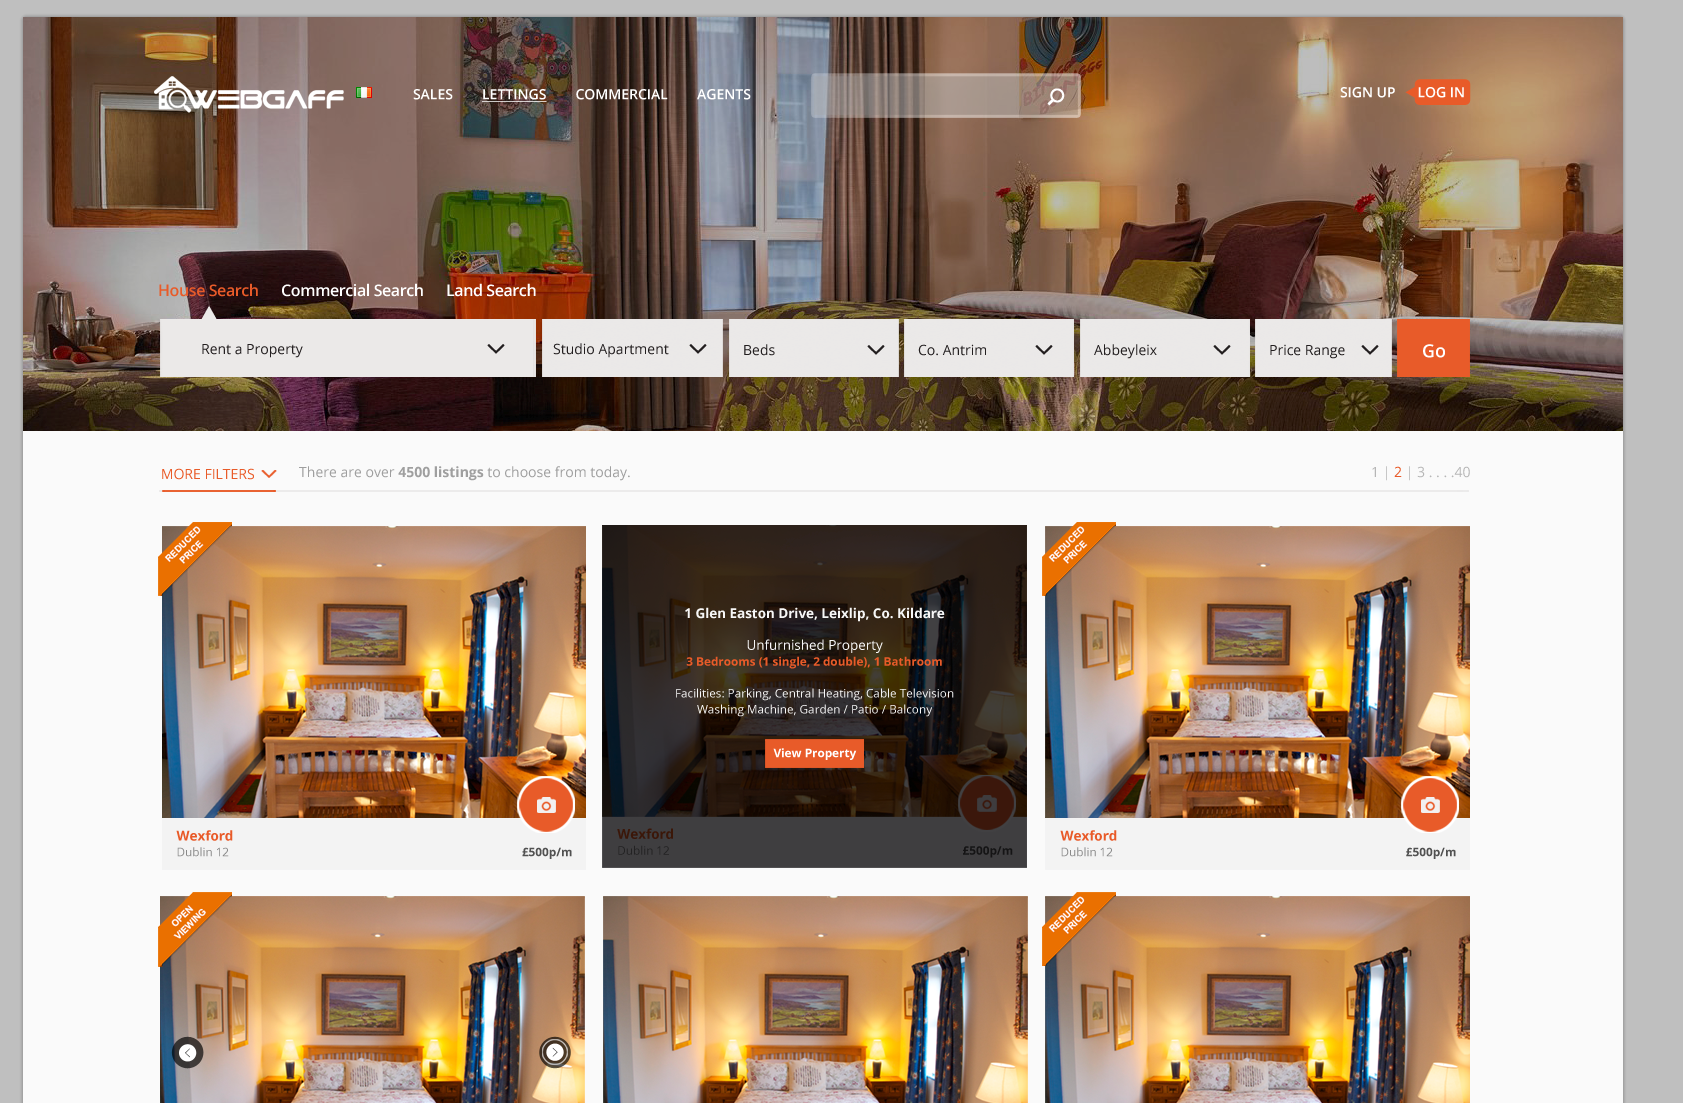 WEBGAFF
SALES
LETTINGS
COMMERCIAL
AGENTS
SIGN UP
LOG IN
House Search
Commercial Search
Land Search
Rent a Property
Studio Apartment
Beds
Co. Antrim
Abbeyleix
Price Range
Go
MORE FILTERS
There are over 4500 listings to choose from today.
1 | 2 | 3 . . . .40
REDUCED
PRICE
Wexford
Dublin 12
£500p/m
1 Glen Easton Drive, Leixlip, Co. Kildare
Unfurnished Property
3 Bedrooms (1 single, 2 double), 1 Bathroom
Facilities: Parking, Central Heating, Cable Television
Washing Machine, Garden / Patio / Balcony
View Property
Wexford
Dublin 12
£500p/m
REDUCED
PRICE
Wexford
Dublin 12
£500p/m
OPEN
VIEWING
REDUCED
PRICE